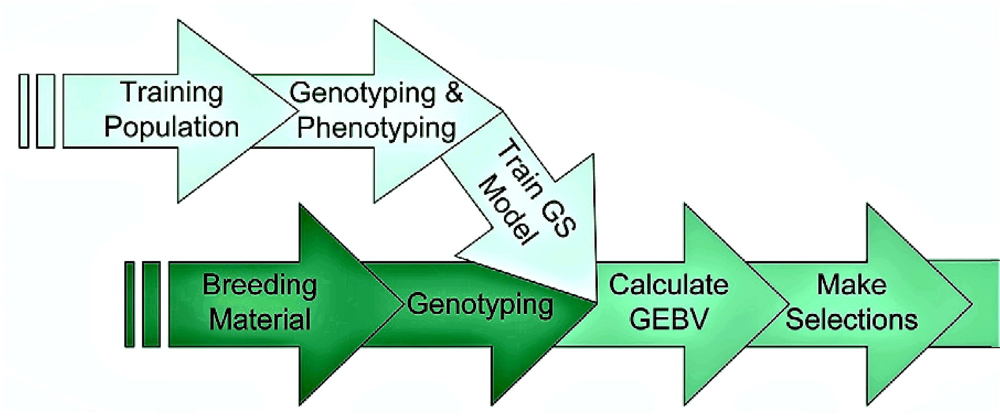 Training
Population
Genotyping &
Phenotyping
Train GS
Model
Breeding
Material
Genotyping
Calculate
GEBV
Make
Selections